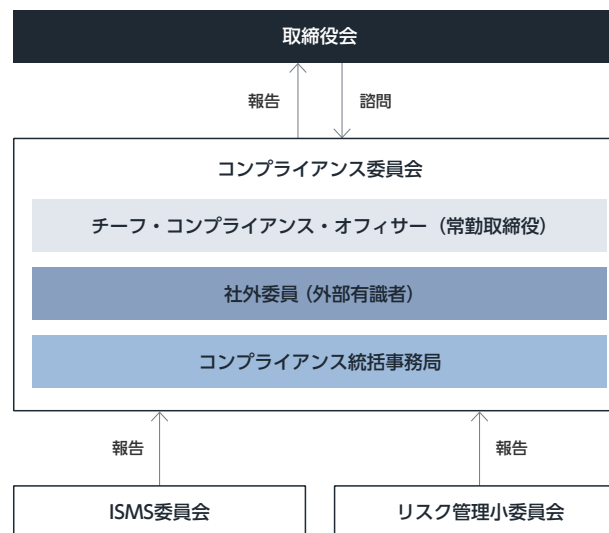 取締役会
報告
諮問
コンプライアンス委員会
チーフ・コンプライアンス・オフィサー（常勤取締役）
社外委員（外部有識者）
コンプライアンス統括事務局
報告
報告
ISMS委員会
リスク管理小委員会